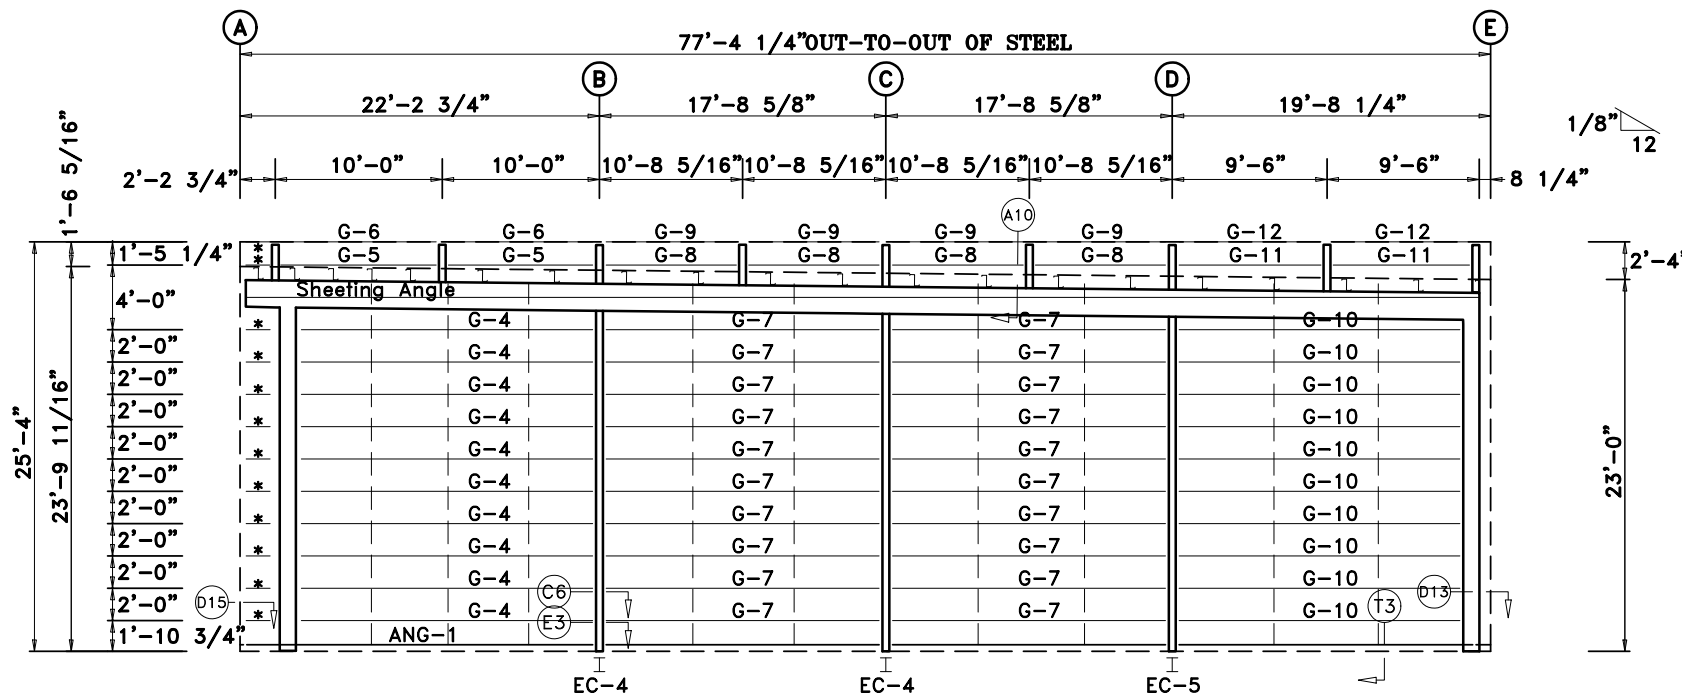 A E
77'-4 1/4"OUT-TO-OUT OF STEEL
B C D
22'-2 3/4" 17'-8 5/8" 17'-8 5/8" 19'-8 1/4"
1/8"
12
1'-6 5/16"
2'-2 3/4" 10'-0" 10'-0" 10'-8 5/16" 10'-8 5/16" 10'-8 5/16" 10'-8 5/16" 9'-6" 9'-6" 8 1/4"
A10
G-6 G-6 G-9 G-9 G-9 G-9 G-12 G-12
1'-5 1/4" * G-5 G-5 G-8 G-8 G-8 G-8 G-11 G-11 2'-4"
*
4'-0" Sheeting Angle
* G-4 G-7 G-7 G-10
2'-0" * G-4 G-7 G-7 G-10
2'-0" * G-4 G-7 G-7 G-10
2'-0" * G-4 G-7 G-7 G-10
2'-0" * G-4 G-7 G-7 G-10
2'-0" * G-4 G-7 G-7 G-10
2'-0" * G-4 G-7 G-7 G-10
2'-0" * G-4 G-7 G-7 G-10
2'-0" * G-4 G-7 G-7 G-10
2'-0" * G-4 G-7 G-7 G-10
25'-4"
23'-9 11/16"
23'-0"
D15 C6 T3 D13
E3
1'-10 3/4" ANG-1
EC-4 EC-4 EC-5